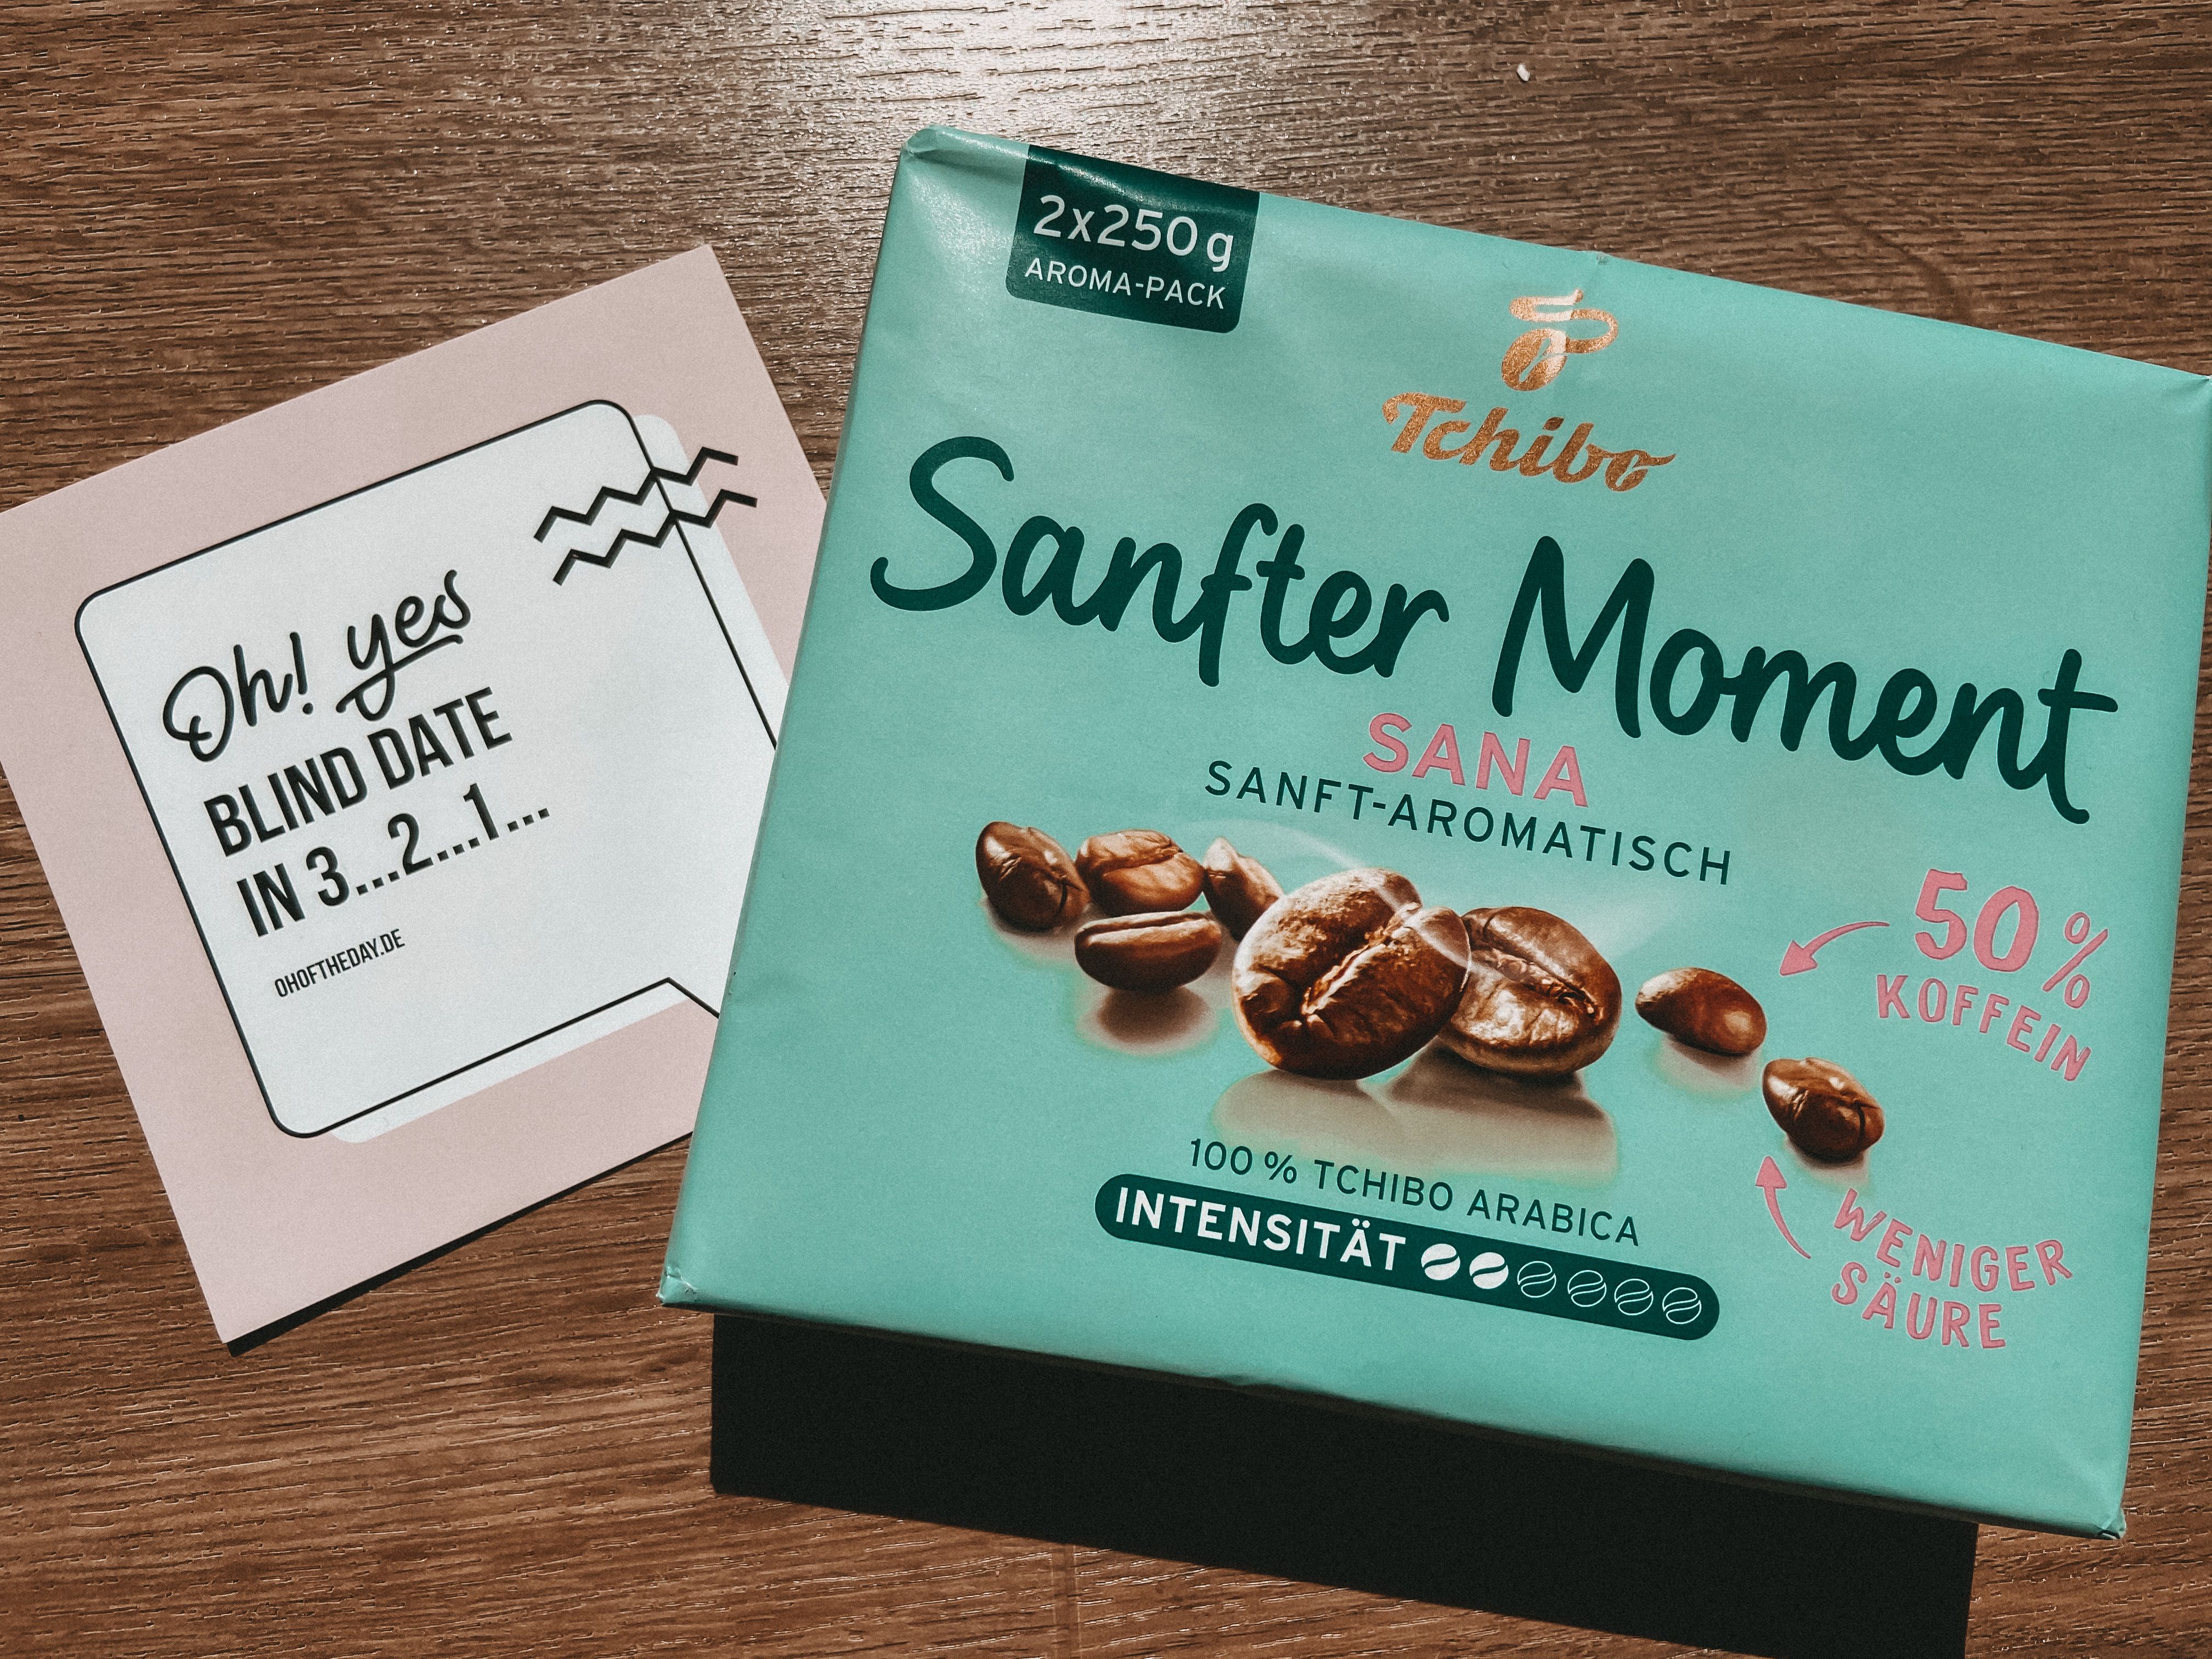 Oh! yes
BLIND DATE
IN 3...2...1...
OHOFTHEDAY.DE
2x250 g
AROMA-PACK
Tchibo
Sanfter Moment
SANA
SANFT-AROMATISCH
50 %
KOFFEIN
WENIGER
SÄURE
100 % TCHIBO ARABICA
INTENSITÄT